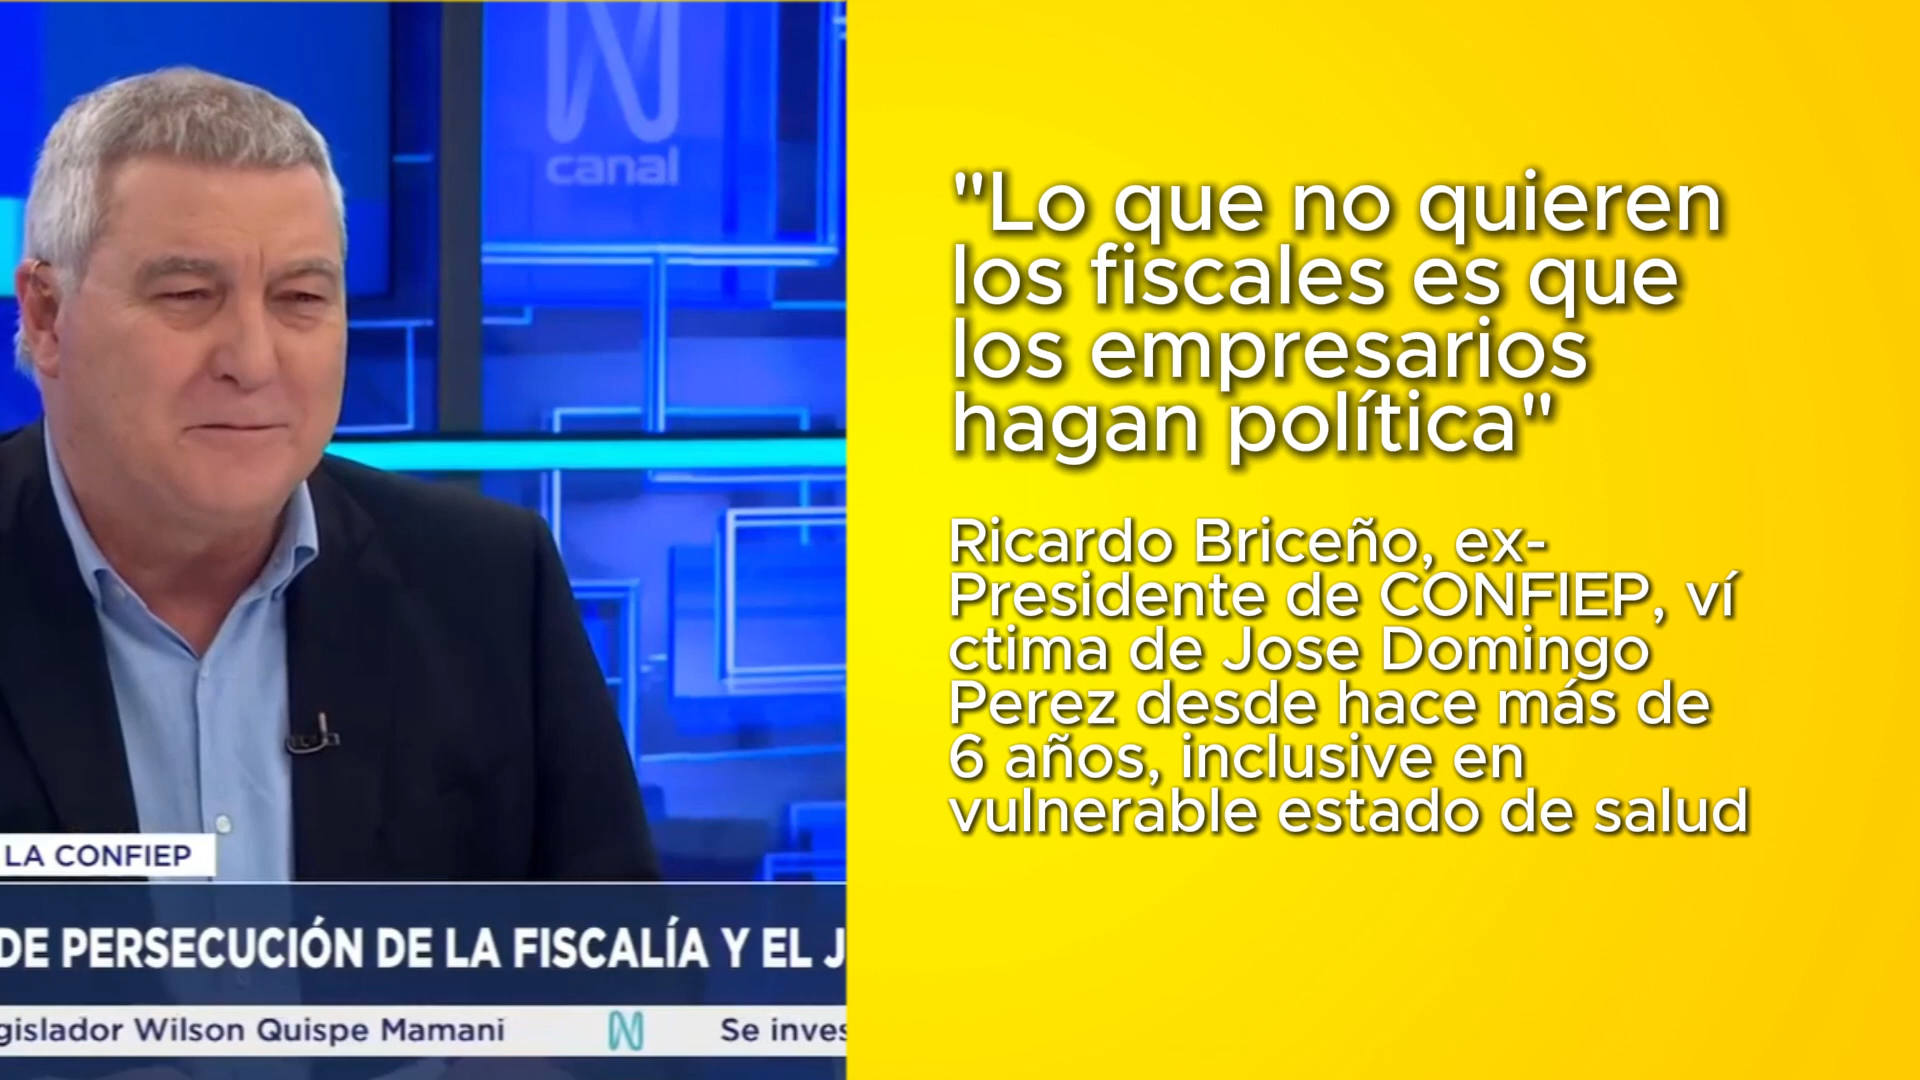 canal
LA CONFIEP
DE PERSECUCIÓN DE LA FISCALÍA Y EL J
gislador Wilson Quispe Mamani
Se inves
"Lo que no quieren
los fiscales es que
los empresarios
hagan política"
Ricardo Briceño, ex-
Presidente de CONFIEP, ví
ctima de Jose Domingo
Perez desde hace más de
6 años, inclusive en
vulnerable estado de salud